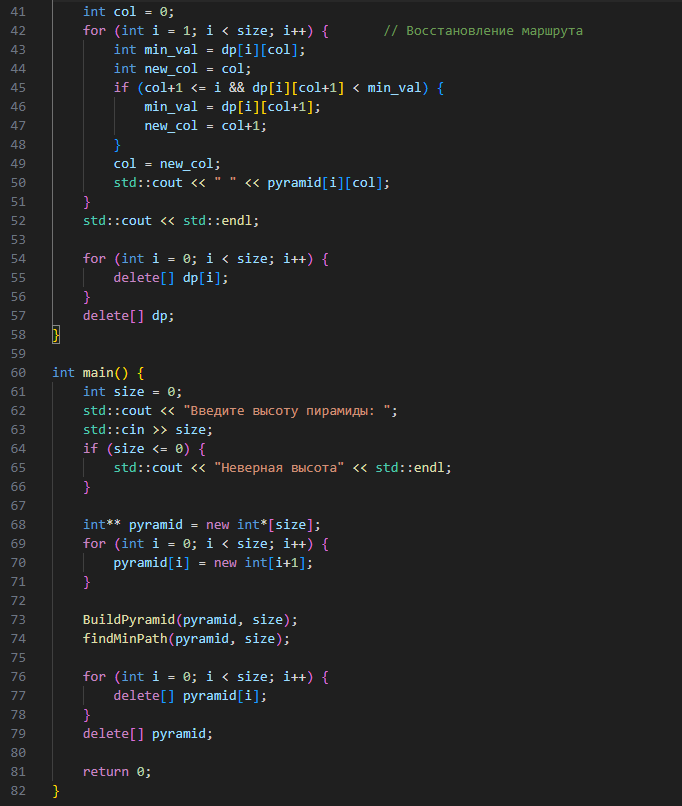 41 int col = 0;
42 for (int i = 1; i < size; i++) { // Восстановление маршрута
43 int min_val = dp[i][col];
44 int new_col = col;
45 if (col+1 <= i && dp[i][col+1] < min_val) {
46 min_val = dp[i][col+1];
47 new_col = col+1;
48 }
49 col = new_col;
50 std::cout << " " << pyramid[i][col];
51 }
52 std::cout << std::endl;
53
54 for (int i = 0; i < size; i++) {
55 delete[] dp[i];
56 }
57 delete[] dp;
58 }
59
60 int main() {
61 int size = 0;
62 std::cout << "Введите высоту пирамиды: ";
63 std::cin >> size;
64 if (size <= 0) {
65 std::cout << "Неверная высота" << std::endl;
66 }
67
68 int** pyramid = new int*[size];
69 for (int i = 0; i < size; i++) {
70 pyramid[i] = new int[i+1];
71 }
72
73 BuildPyramid(pyramid, size);
74 findMinPath(pyramid, size);
75
76 for (int i = 0; i < size; i++) {
77 delete[] pyramid[i];
78 }
79 delete[] pyramid;
80
81 return 0;
82 }